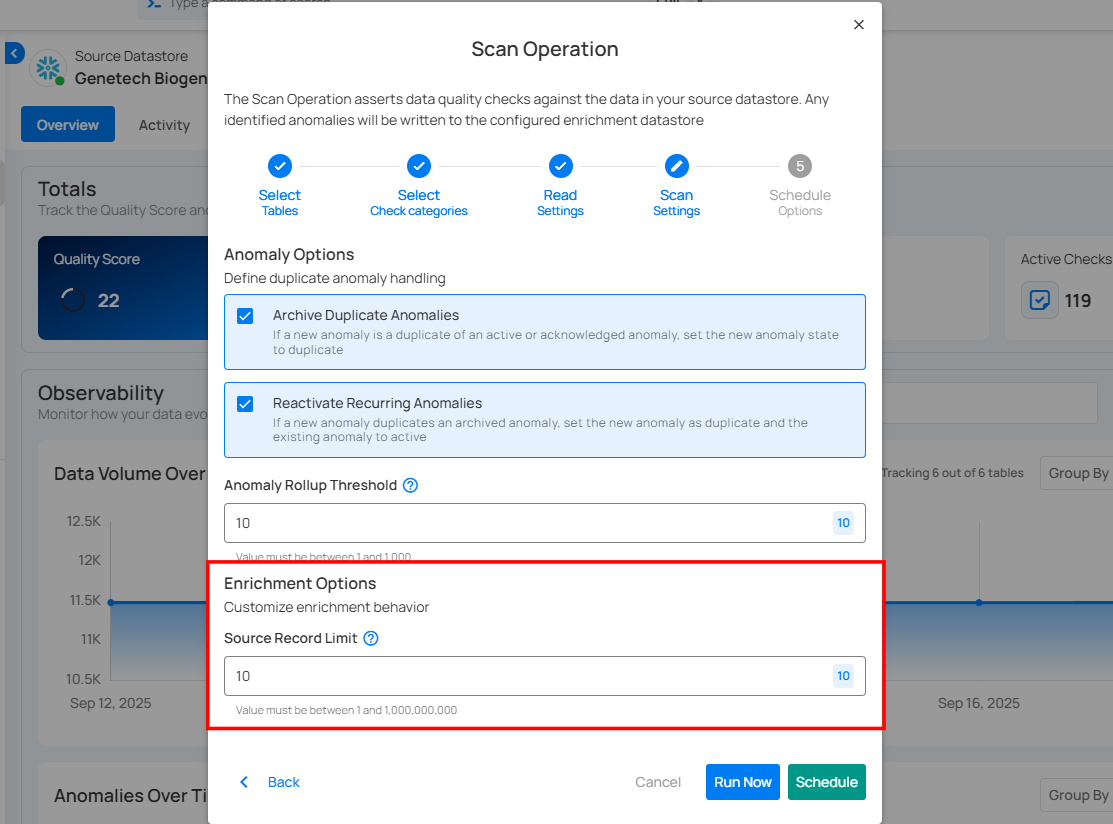 Type a command or search
Source Datastore
Genetech Biogen
Overview
Activity
Totals
Track the Quality Score and
Quality Score
22
Active Checks
119
Observability
Monitor how your data evo
Data Volume Over
Tracking 6 out of 6 tables
Group By
12.5K
12K
11.5K
11K
10.5K
Sep 12, 2025
Sep 16, 2025
Anomalies Over Ti
Group By
Scan Operation
The Scan Operation asserts data quality checks against the data in your source datastore. Any
identified anomalies will be written to the configured enrichment datastore
Select
Tables
Select
Check categories
Read
Settings
Scan
Settings
5
Schedule
Options
Anomaly Options
Define duplicate anomaly handling
Archive Duplicate Anomalies
If a new anomaly is a duplicate of an active or acknowledged anomaly, set the new anomaly state
to duplicate
Reactivate Recurring Anomalies
If a new anomaly duplicates an archived anomaly, set the new anomaly as duplicate and the
existing anomaly to active
Anomaly Rollup Threshold
10
10
Value must be between 1 and 1,000
Enrichment Options
Customize enrichment behavior
Source Record Limit
10
10
Value must be between 1 and 1,000,000,000
Back
Cancel
Run Now
Schedule